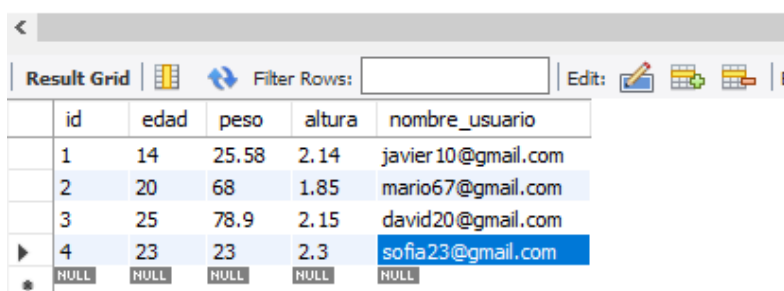 Result Grid Filter Rows: Edit:
id edad peso altura nombre_usuario
1 14 25.58 2.14 javier10@gmail.com
2 20 68 1.85 mario67@gmail.com
3 25 78.9 2.15 david20@gmail.com
4 23 23 2.3 sofia23@gmail.com
NULL NULL NULL NULL NULL